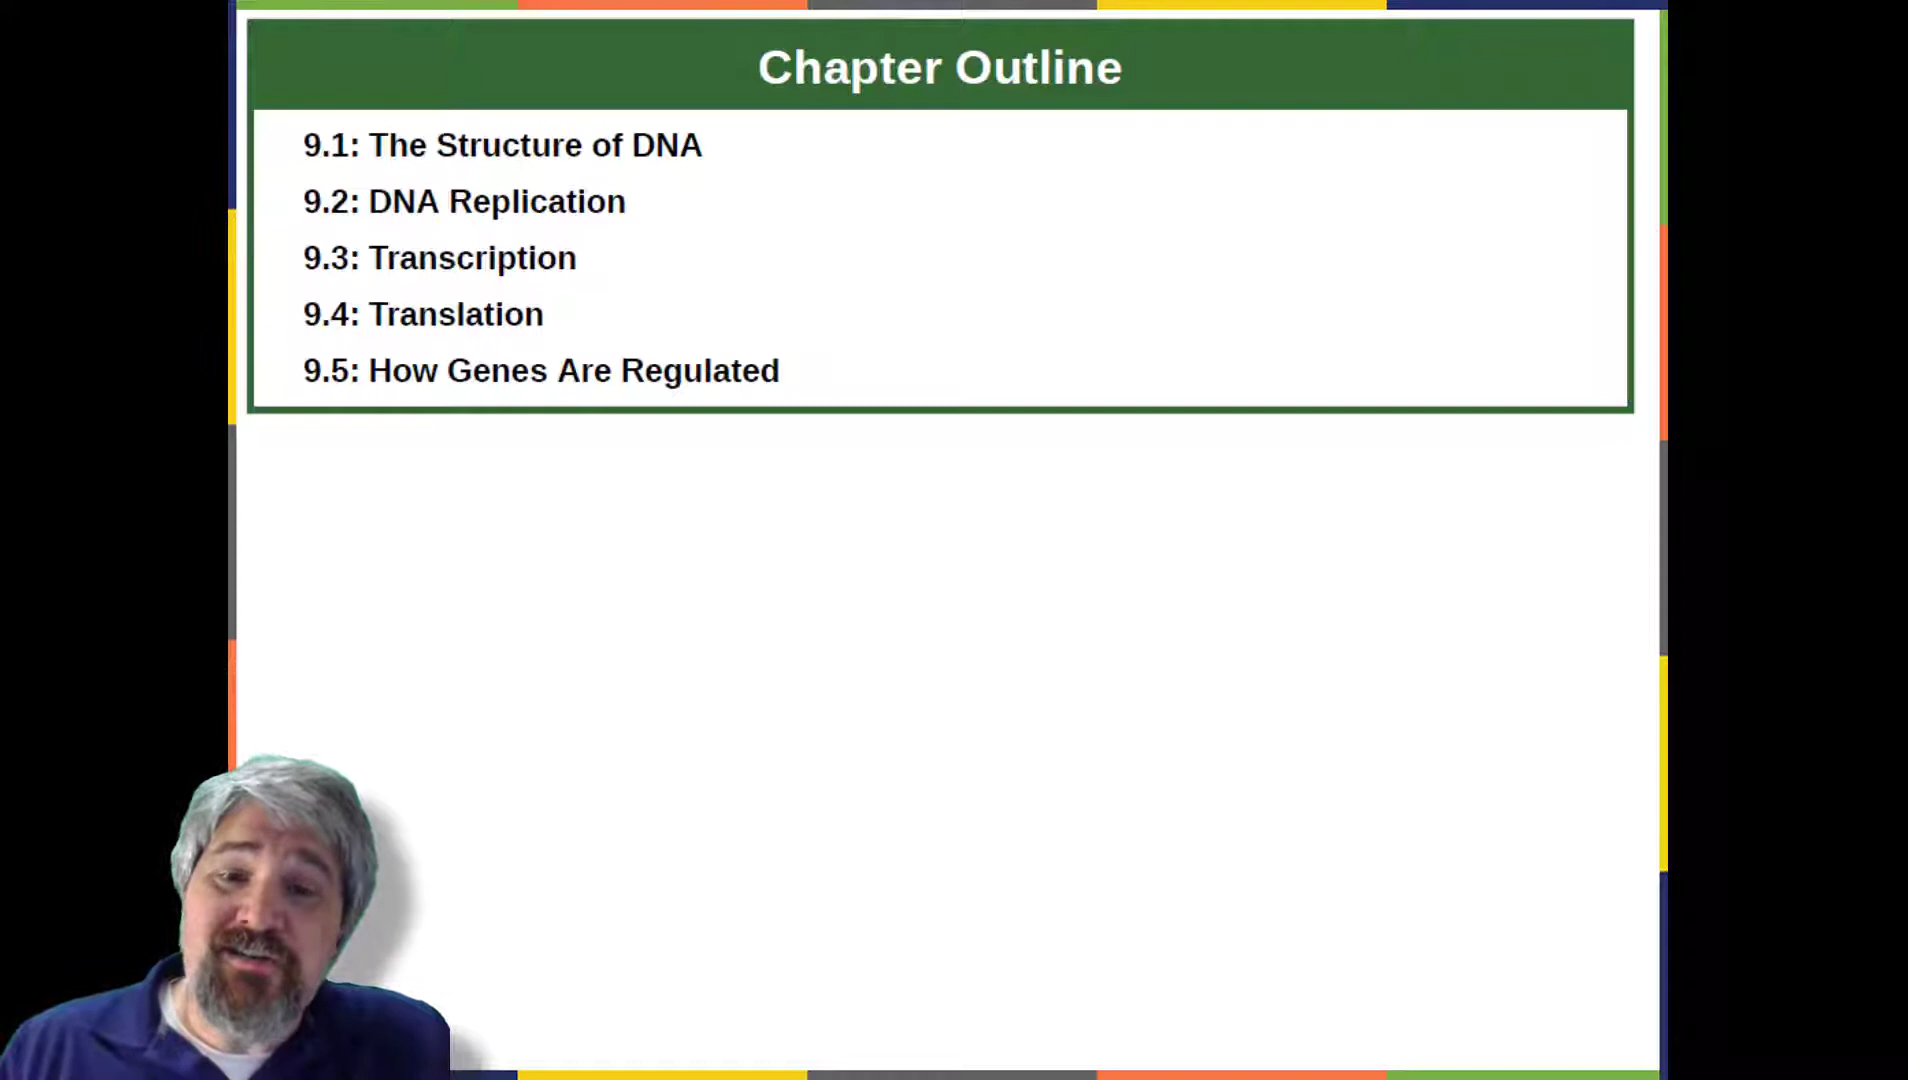 Chapter Outline
9.1: The Structure of DNA
9.2: DNA Replication
9.3: Transcription
9.4: Translation
9.5: How Genes Are Regulated